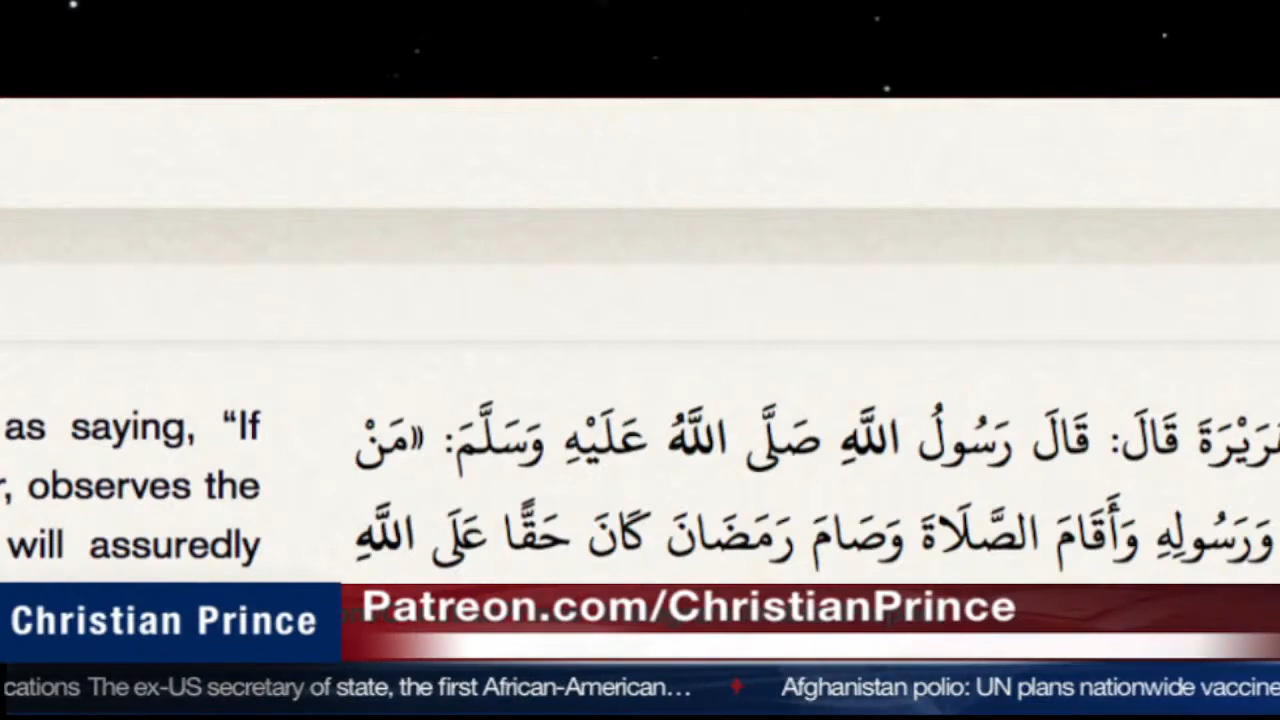 as saying, “If
observes the
will assuredly
قَالَ: قَالَ رَسُولُ اللَّهِ صَلَّى اللَّهُ عَلَيْهِ وَسَلَّمَ: «مَنْ
وَرَسُولِهِ وَأَقَامَ الصَّلَاةَ وَصَامَ رَمَضَانَ كَانَ حَقًّا عَلَى اللَّهِ
Christian Prince
Patreon.com/ChristianPrince
cations The ex-US secretary of state, the first African-American... ♦ Afghanistan polio: UN plans nationwide vaccine